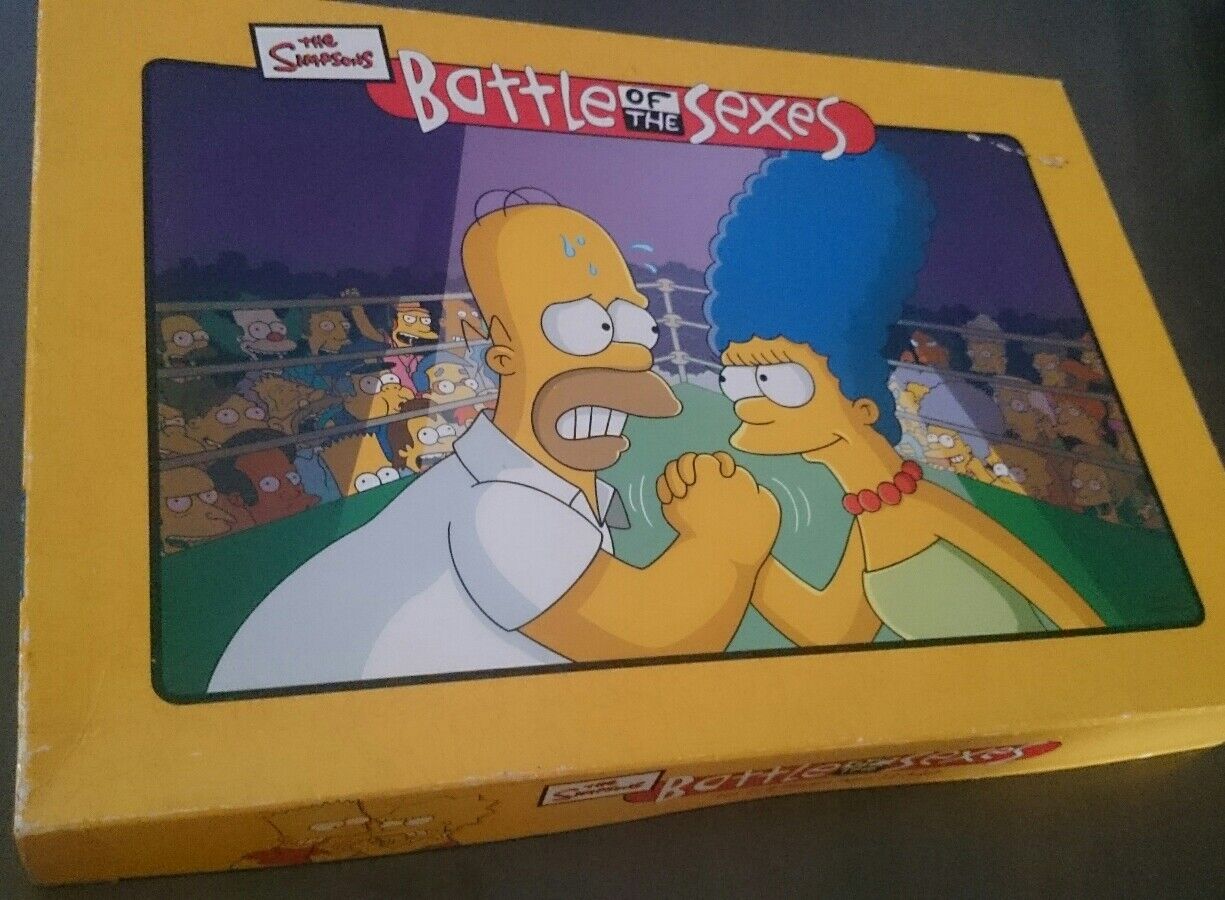 THE
SIMPSONS
BattLE OF THE SEXES
THE
SIMPSONS
BattLE OF THE SEXES